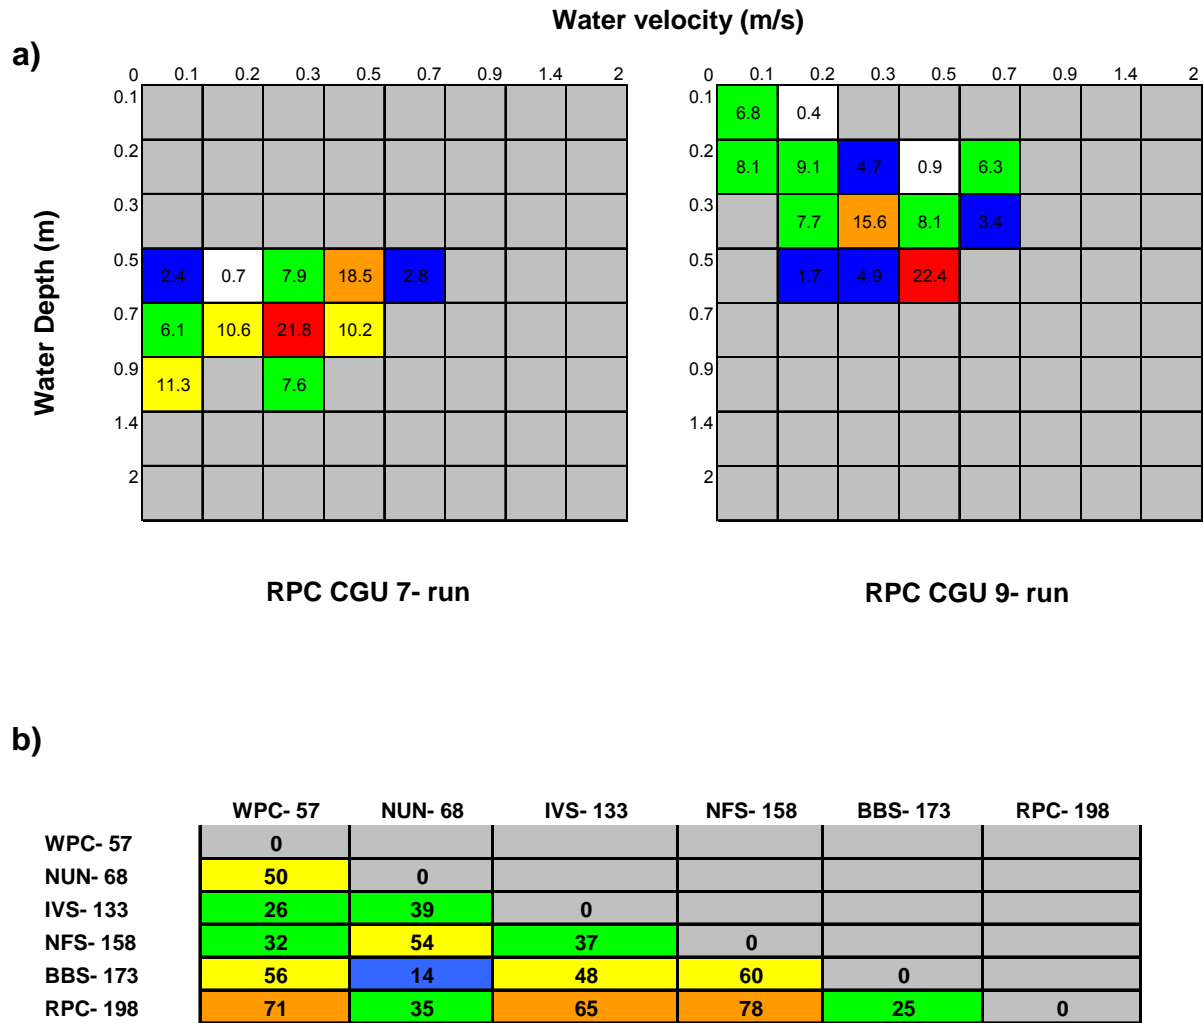 Water velocity (m/s)
a)
0 0.1 0.2 0.3 0.5 0.7 0.9 1.4 2 0 0.1 0.2 0.3 0.5 0.7 0.9 1.4 2
0.1 0.1 6.8 0.4
0.2 0.2 8.1 9.1 4.7 0.9 6.3
0.3 0.3 7.7 15.6 8.1 3.4
0.5 2.4 0.7 7.9 18.5 2.8 0.5 1.7 4.9 22.4
0.7 6.1 10.6 21.8 10.2 0.7
0.9 11.3 7.6 0.9
1.4 1.4
2 2
Water Depth (m)
RPC CGU 7- run RPC CGU 9- run
b)
WPC- 57 NUN- 68 IVS- 133 NFS- 158 BBS- 173 RPC- 198
WPC- 57 0
NUN- 68 50 0
IVS- 133 26 39 0
NFS- 158 32 54 37 0
BBS- 173 56 14 48 60 0
RPC- 198 71 35 65 78 25 0